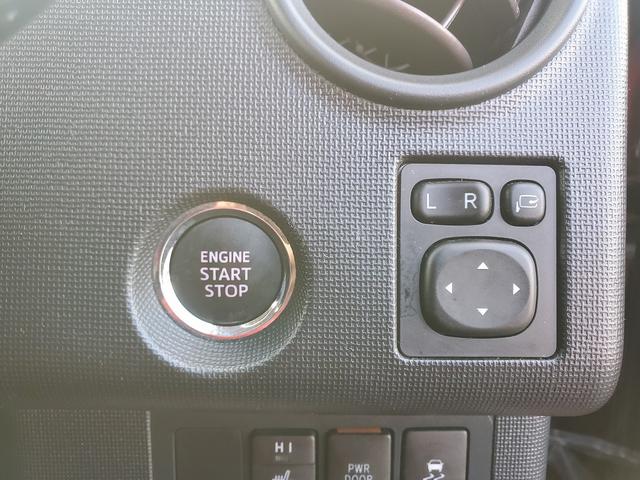 ENGINE
START
STOP
L R
HI
PWR
DOOR